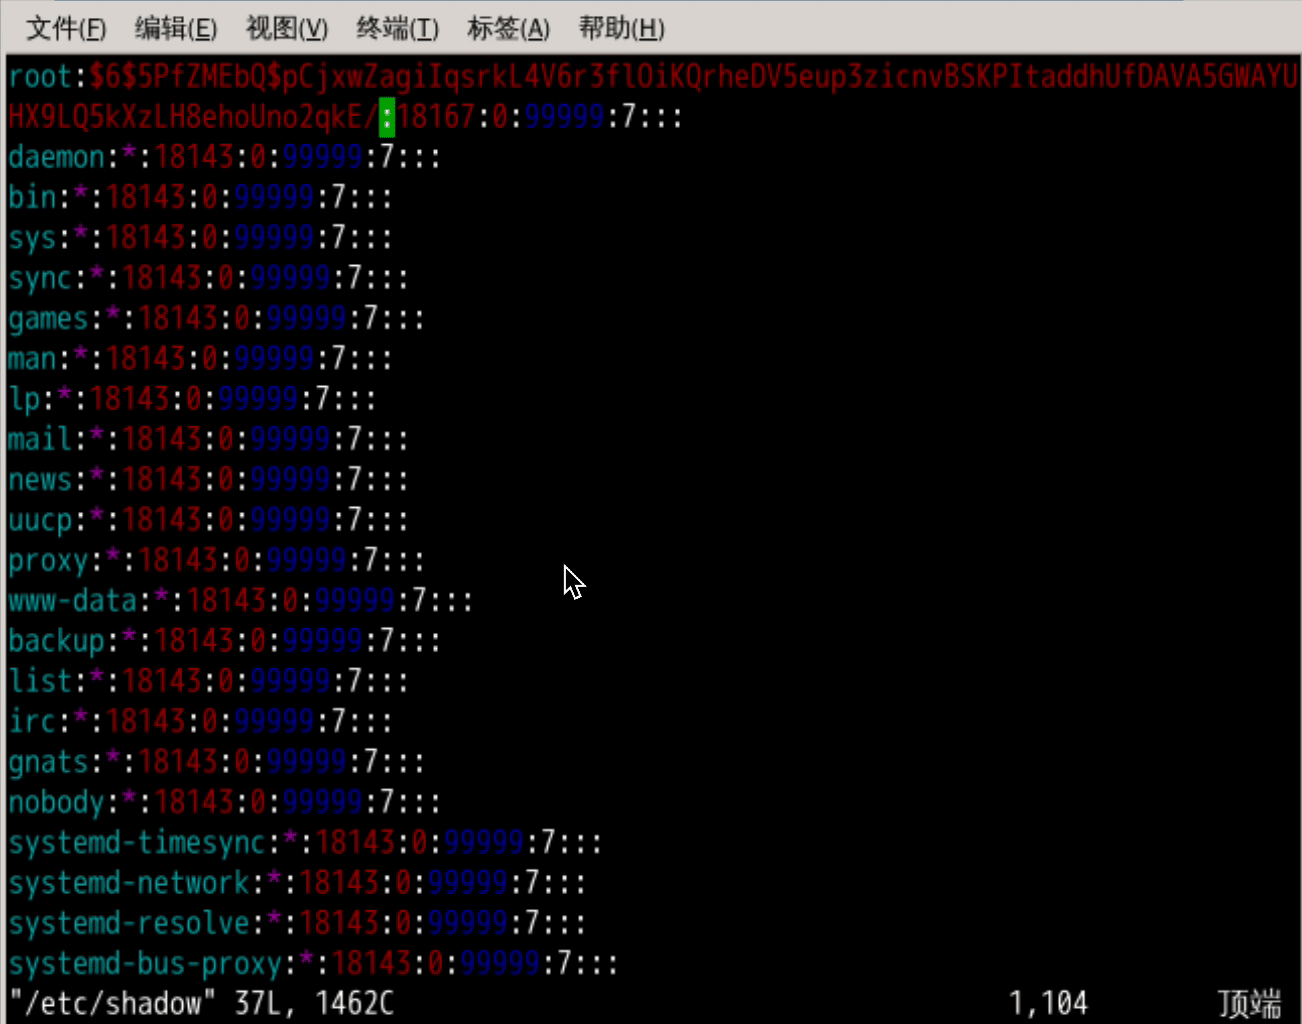 文件(F) 编辑(E) 视图(V) 终端(T) 标签(A) 帮助(H)
root:$6$5PfZMEbQ$pCjxwZagiIqsrkL4V6r3flOiKQrheDV5eup3zicnvBSKPItaddhUfDAVA5GWAYU
HX9LQ5kXzLH8ehoUno2qkE/:18167:0:99999:7:::
daemon:*:18143:0:99999:7:::
bin:*:18143:0:99999:7:::
sys:*:18143:0:99999:7:::
sync:*:18143:0:99999:7:::
games:*:18143:0:99999:7:::
man:*:18143:0:99999:7:::
lp:*:18143:0:99999:7:::
mail:*:18143:0:99999:7:::
news:*:18143:0:99999:7:::
uucp:*:18143:0:99999:7:::
proxy:*:18143:0:99999:7:::
www-data:*:18143:0:99999:7:::
backup:*:18143:0:99999:7:::
list:*:18143:0:99999:7:::
irc:*:18143:0:99999:7:::
gnats:*:18143:0:99999:7:::
nobody:*:18143:0:99999:7:::
systemd-timesync:*:18143:0:99999:7:::
systemd-network:*:18143:0:99999:7:::
systemd-resolve:*:18143:0:99999:7:::
systemd-bus-proxy:*:18143:0:99999:7:::
"/etc/shadow" 37L, 1462C 1,104 顶端